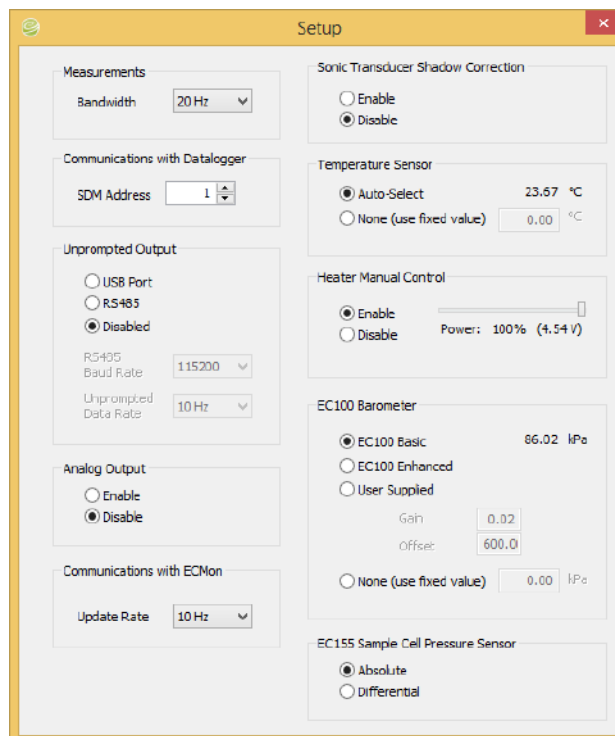 Setup
Measurements
Bandwidth 20 Hz
Communications with Datalogger
SDM Address 1
Unprompted Output
USB Port
RS485
Disabled
RS485
Baud Rate 115200
Unprompted
Data Rate 10 Hz
Analog Output
Enable
Disable
Communications with ECMon
Update Rate 10 Hz
Sonic Transducer Shadow Correction
Enable
Disable
Temperature Sensor
Auto-Select 23.67 °C
None (use fixed value) 0.00 °C
Heater Manual Control
Enable
Disable
Power: 100% (4.54 V)
EC100 Barometer
EC100 Basic 86.02 kPa
EC100 Enhanced
User Supplied
Gain 0.02
Offset 600.0
None (use fixed value) 0.00 kPa
EC155 Sample Cell Pressure Sensor
Absolute
Differential